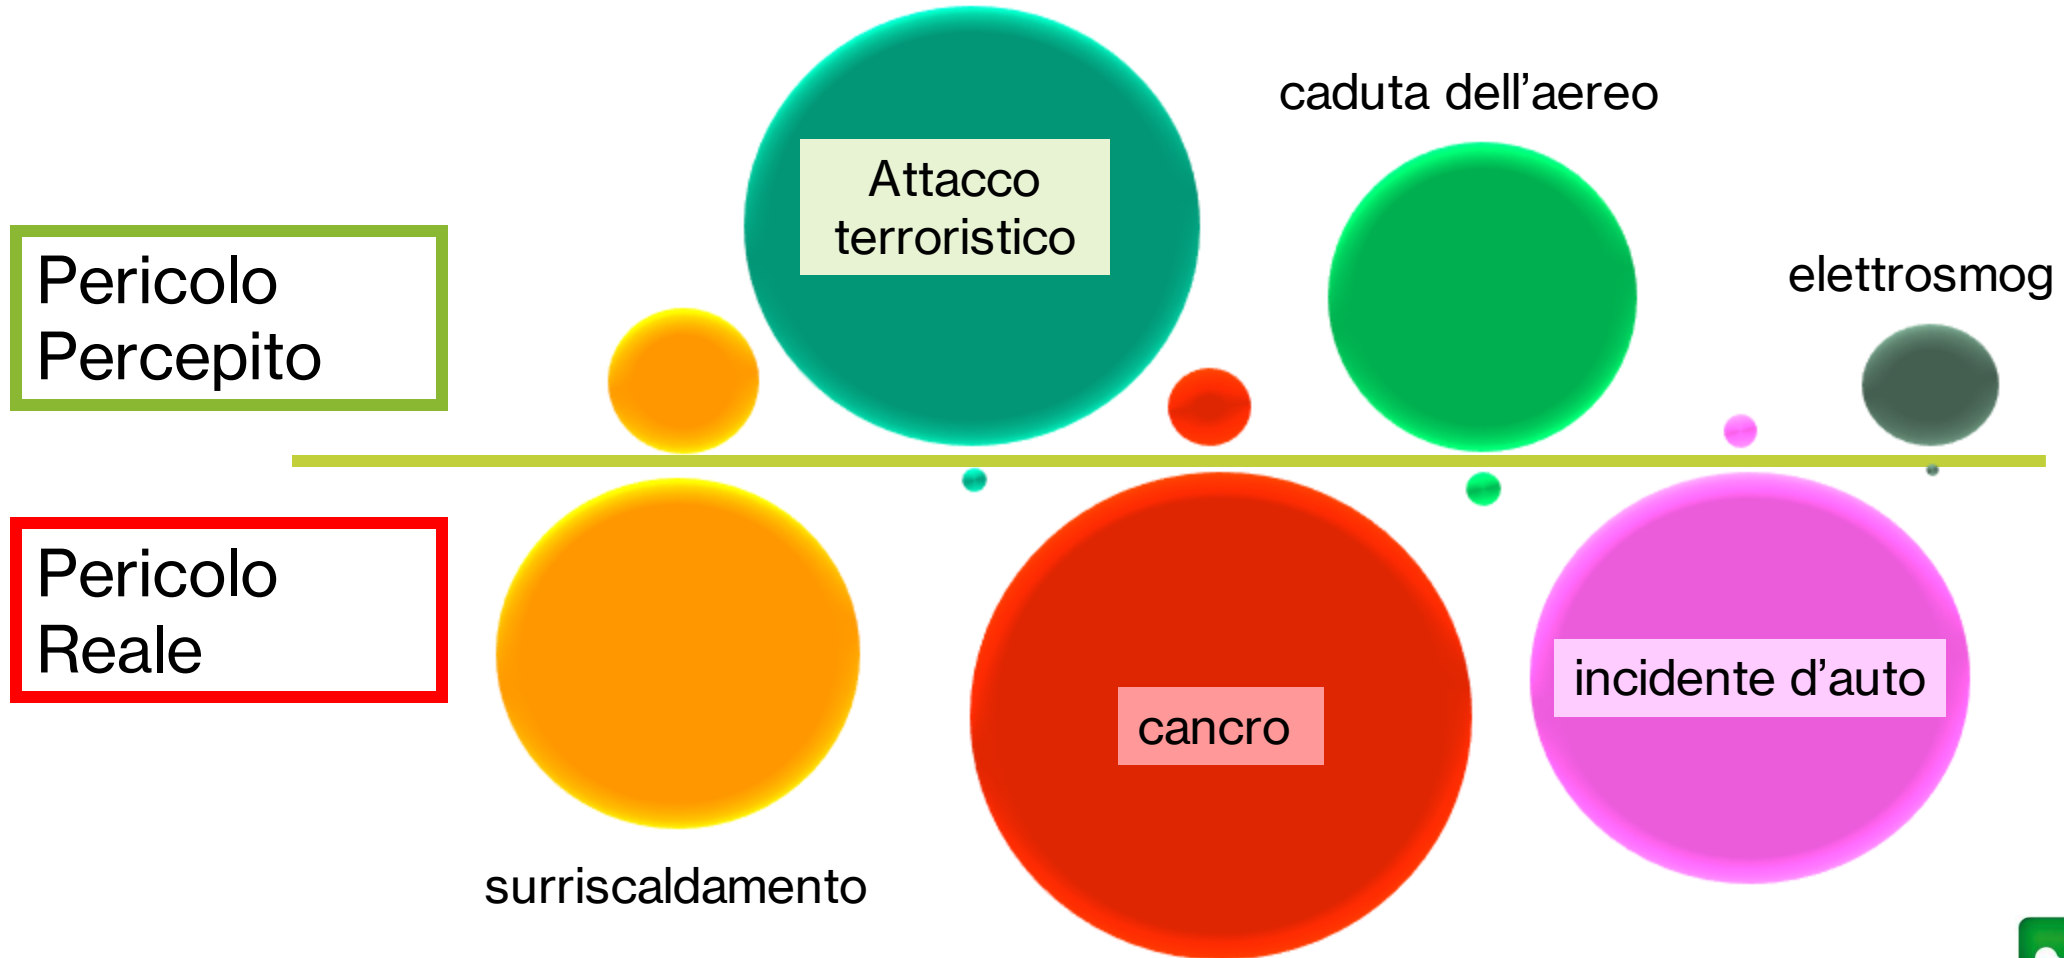 caduta dell'aereo
Attacco
terroristico
elettrosmog
Pericolo
Percepito
Pericolo
Reale
incidente d'auto
cancro
surriscaldamento